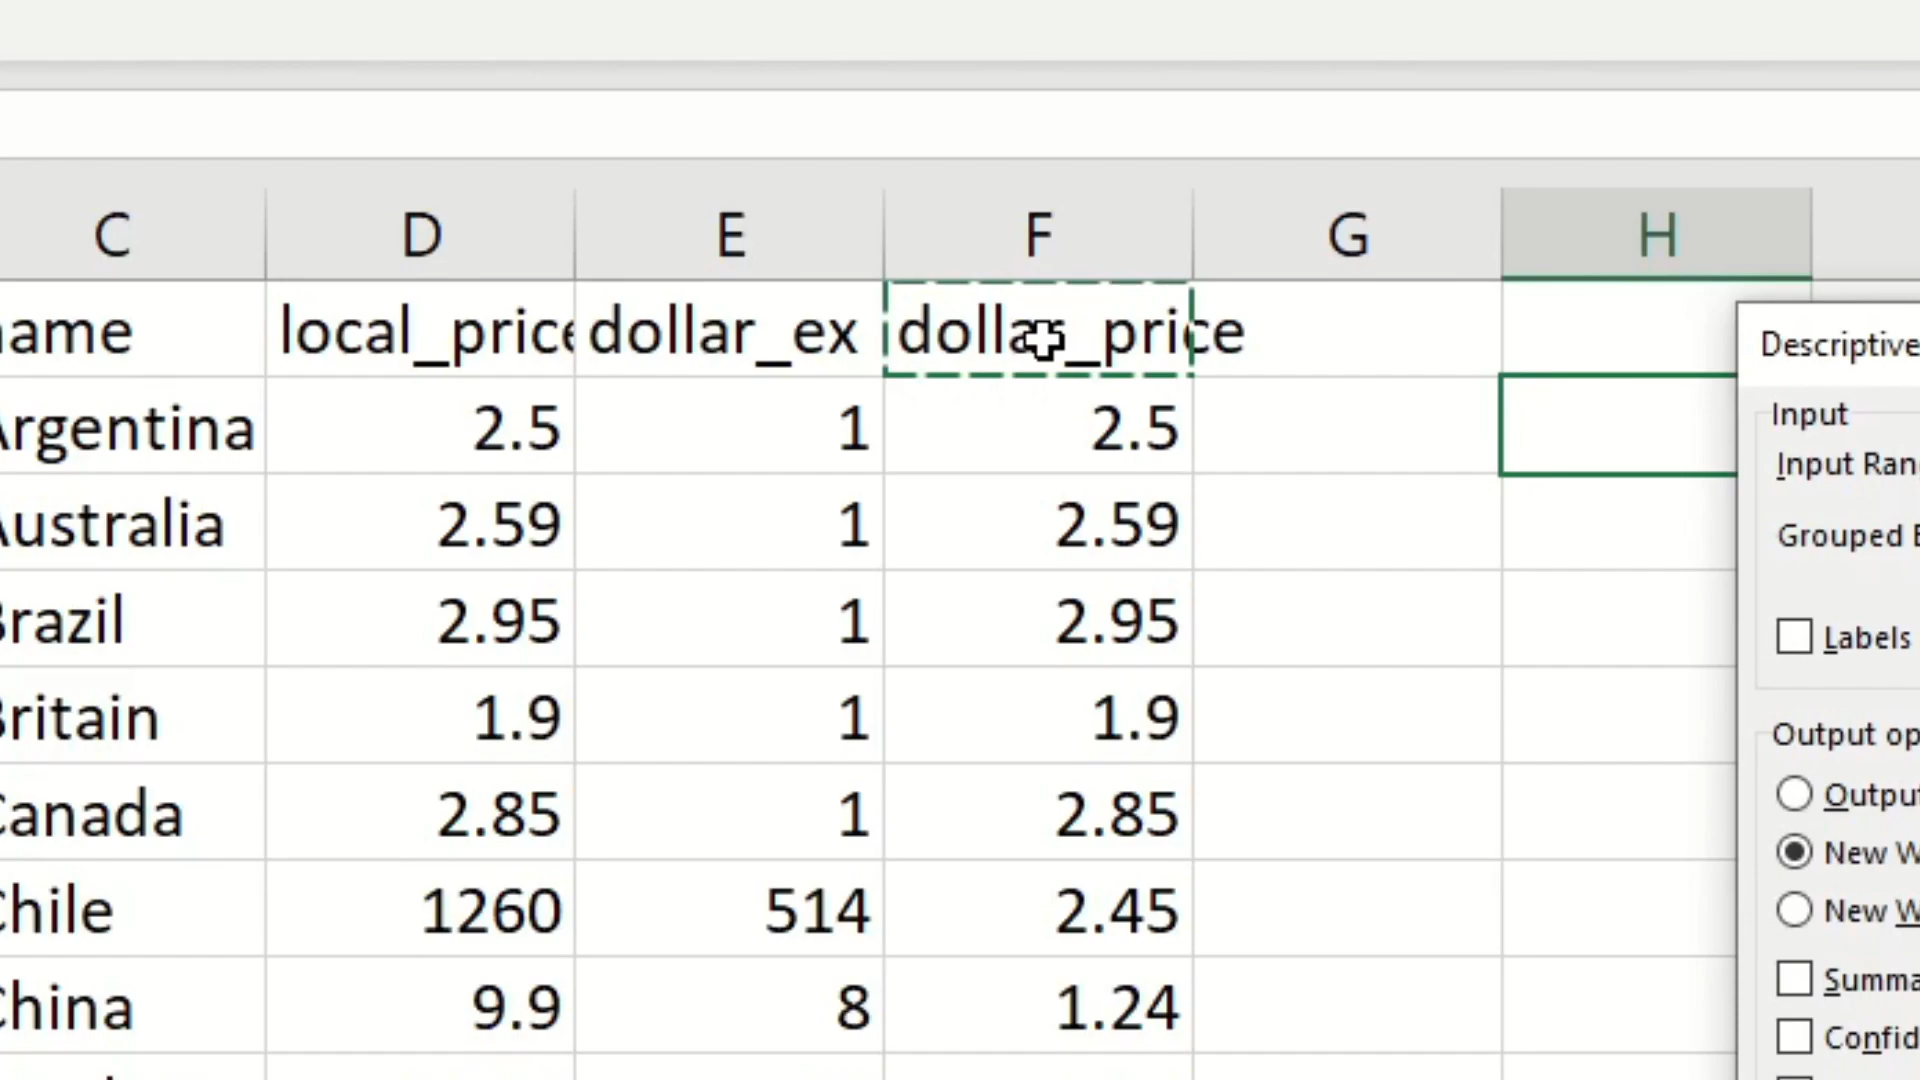 C D E F G H
name local_price dollar_ex dollar_price
Argentina 2.5 1 2.5
Australia 2.59 1 2.59
Brazil 2.95 1 2.95
Britain 1.9 1 1.9
Canada 2.85 1 2.85
Chile 1260 514 2.45
China 9.9 8 1.24
Descriptive
Input
Input Ran
Grouped B
Labels
Output op
Output
New W
New W
Summa
Confid